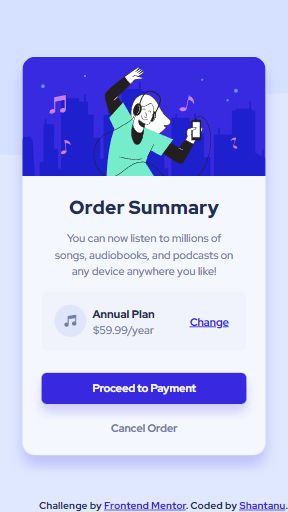 Order Summary
You can now listen to millions of
songs, audiobooks, and podcasts on
any device anywhere you like!
Annual Plan
$59.99/year
Change
Proceed to Payment
Cancel Order
Challenge by Frontend Mentor. Coded by Shantanu.